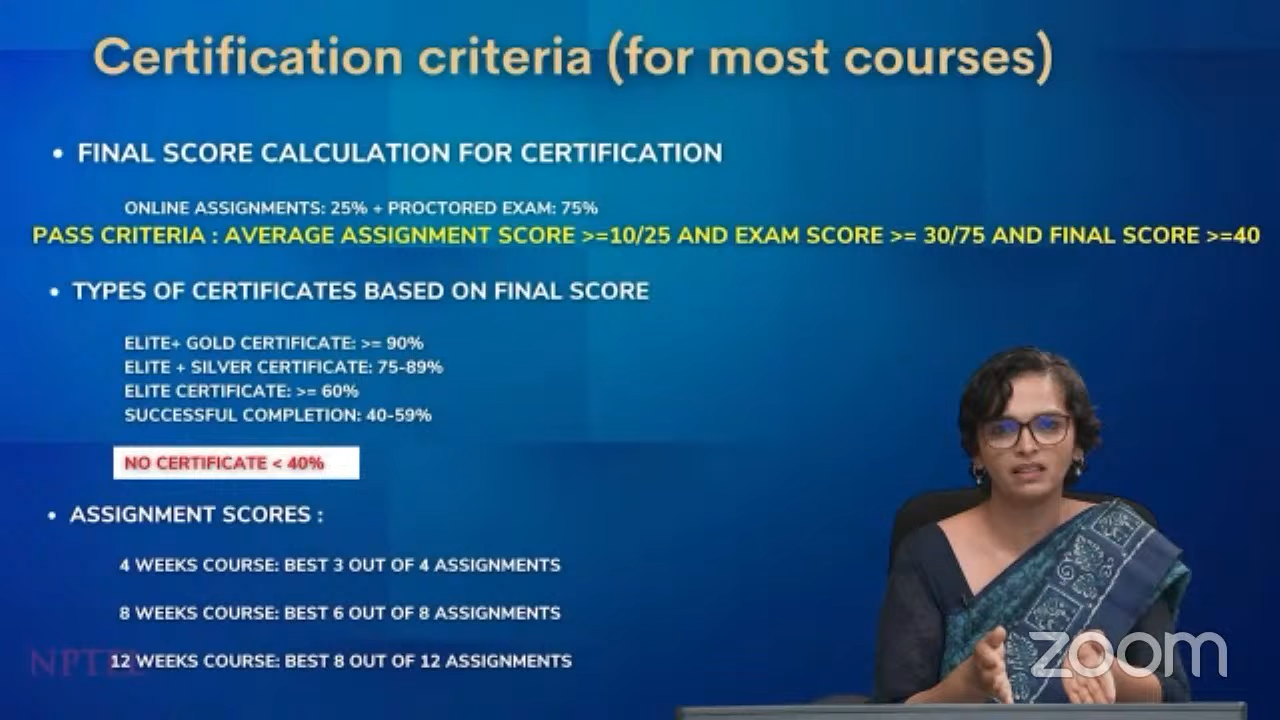 Certification criteria (for most courses)
• FINAL SCORE CALCULATION FOR CERTIFICATION
ONLINE ASSIGNMENTS: 25% + PROCTORED EXAM: 75%
PASS CRITERIA : AVERAGE ASSIGNMENT SCORE >=10/25 AND EXAM SCORE >= 30/75 AND FINAL SCORE >=40
• TYPES OF CERTIFICATES BASED ON FINAL SCORE
ELITE+ GOLD CERTIFICATE: >= 90%
ELITE + SILVER CERTIFICATE: 75-89%
ELITE CERTIFICATE: >= 60%
SUCCESSFUL COMPLETION: 40-59%
NO CERTIFICATE < 40%
• ASSIGNMENT SCORES :
4 WEEKS COURSE: BEST 3 OUT OF 4 ASSIGNMENTS
8 WEEKS COURSE: BEST 6 OUT OF 8 ASSIGNMENTS
12 WEEKS COURSE: BEST 8 OUT OF 12 ASSIGNMENTS
NPTEL
zoom